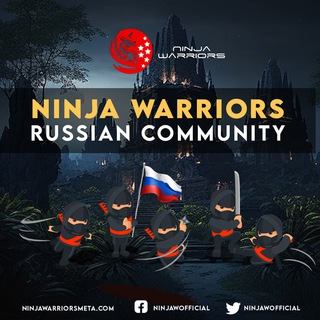 NINJA
WARRIORS
NINJA WARRIORS
RUSSIAN COMMUNITY
NINJAWARRIORSMETA.COM NINJAWOFFICIAL NINJAWOFFICIAL